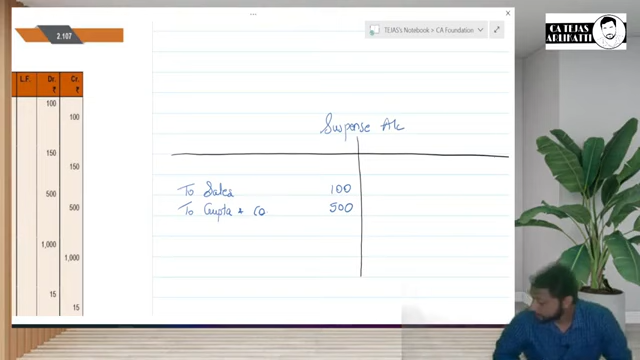 2.107
TEJAS's Notebook > CA Foundation
CA TEJAS
ARLIKATTI
L.F.
Dr.
₹
Cr.
₹
100
100
150
150
500
500
1,000
1,000
15
15
Suspense A/c
To Sales 100
To Gupta & Co 500